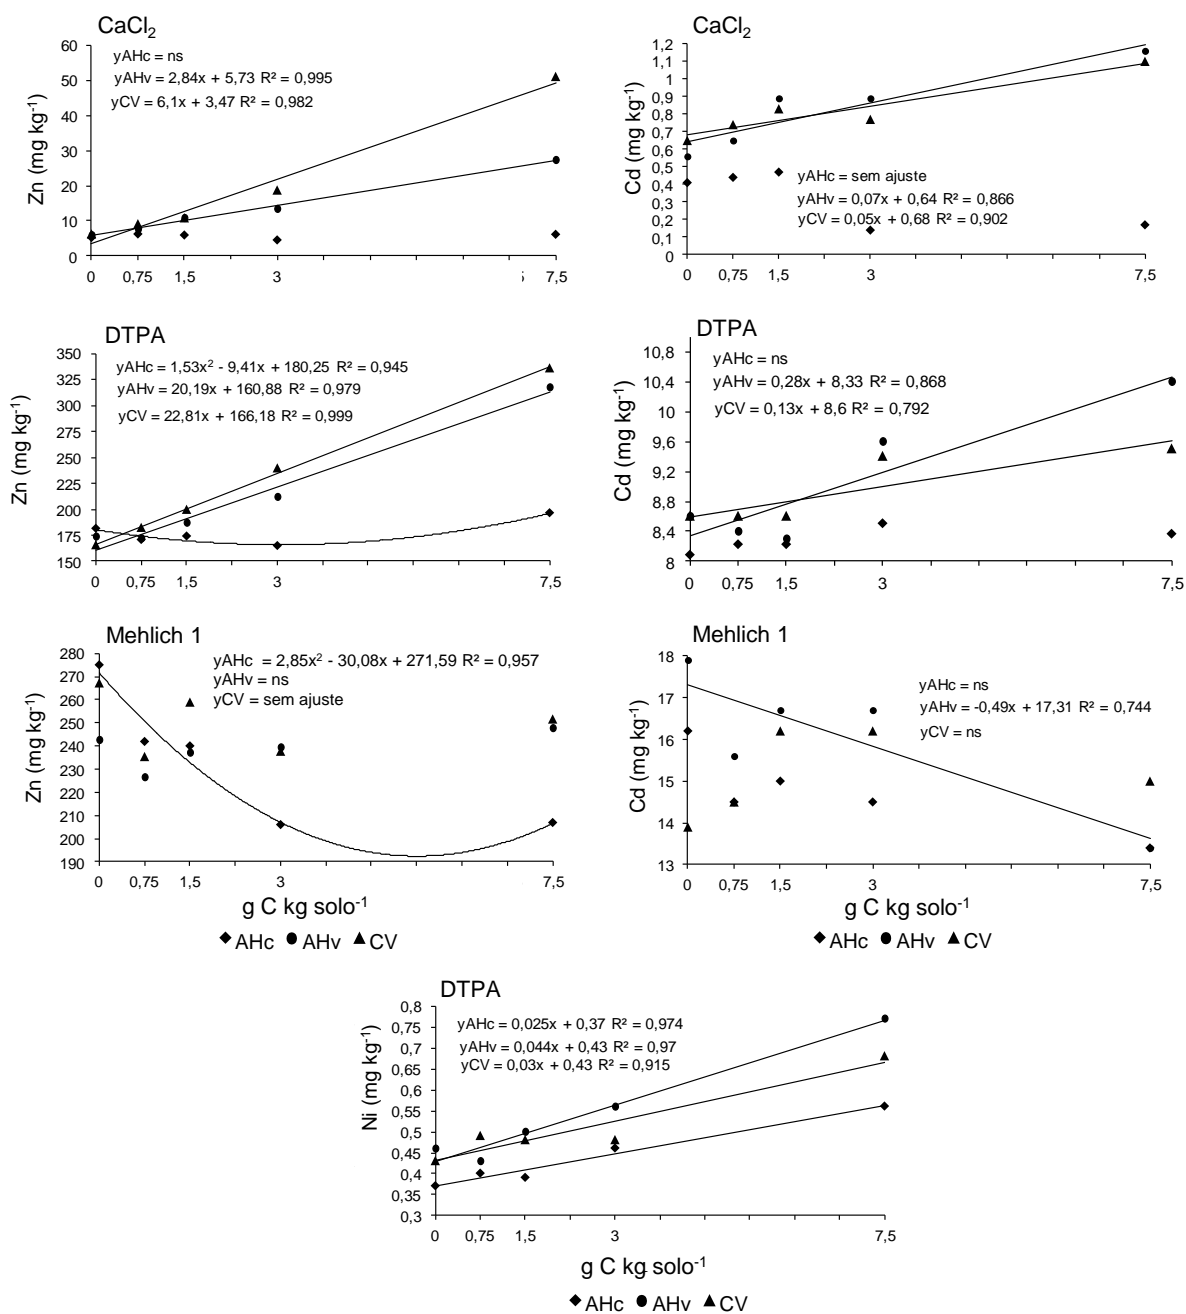 CaCl₂
Zn (mg kg⁻¹)
60
50
40
30
20
10
0
yAHc = ns
yAHv = 2,84x + 5,73 R² = 0,995
yCV = 6,1x + 3,47 R² = 0,982
0 0,75 1,5 3 7,5
CaCl₂
Cd (mg kg⁻¹)
1,2
1,1
1
0,9
0,8
0,7
0,6
0,5
0,4
0,3
0,2
0,1
0
yAHc = sem ajuste
yAHv = 0,07x + 0,64 R² = 0,866
yCV = 0,05x + 0,68 R² = 0,902
0 0,75 1,5 3 7,5
DTPA
Zn (mg kg⁻¹)
350
325
300
275
250
225
200
175
150
yAHc = 1,53x² - 9,41x + 180,25 R² = 0,945
yAHv = 20,19x + 160,88 R² = 0,979
yCV = 22,81x + 166,18 R² = 0,999
0 0,75 1,5 3 7,5
DTPA
Cd (mg kg⁻¹)
10,8
10,4
10
9,6
9,2
8,8
8,4
8
yAHc = ns
yAHv = 0,28x + 8,33 R² = 0,868
yCV = 0,13x + 8,6 R² = 0,792
0 0,75 1,5 3 7,5
Mehlich 1
Zn (mg kg⁻¹)
280
270
260
250
240
230
220
210
200
190
yAHc = 2,85x² - 30,08x + 271,59 R² = 0,957
yAHv = ns
yCV = sem ajuste
0 0,75 1,5 3 7,5
g C kg solo⁻¹
◆ AHc ● AHv ▲ CV
Mehlich 1
Cd (mg kg⁻¹)
18
17
16
15
14
13
yAHc = ns
yAHv = -0,49x + 17,31 R² = 0,744
yCV = ns
0 0,75 1,5 3 7,5
g C kg solo⁻¹
◆ AHc ● AHv ▲ CV
DTPA
Ni (mg kg⁻¹)
0,8
0,75
0,7
0,65
0,6
0,55
0,5
0,45
0,4
0,35
0,3
yAHc = 0,025x + 0,37 R² = 0,974
yAHv = 0,044x + 0,43 R² = 0,97
yCV = 0,03x + 0,43 R² = 0,915
0 0,75 1,5 3 7,5
g C kg solo⁻¹
◆ AHc ● AHv ▲ CV